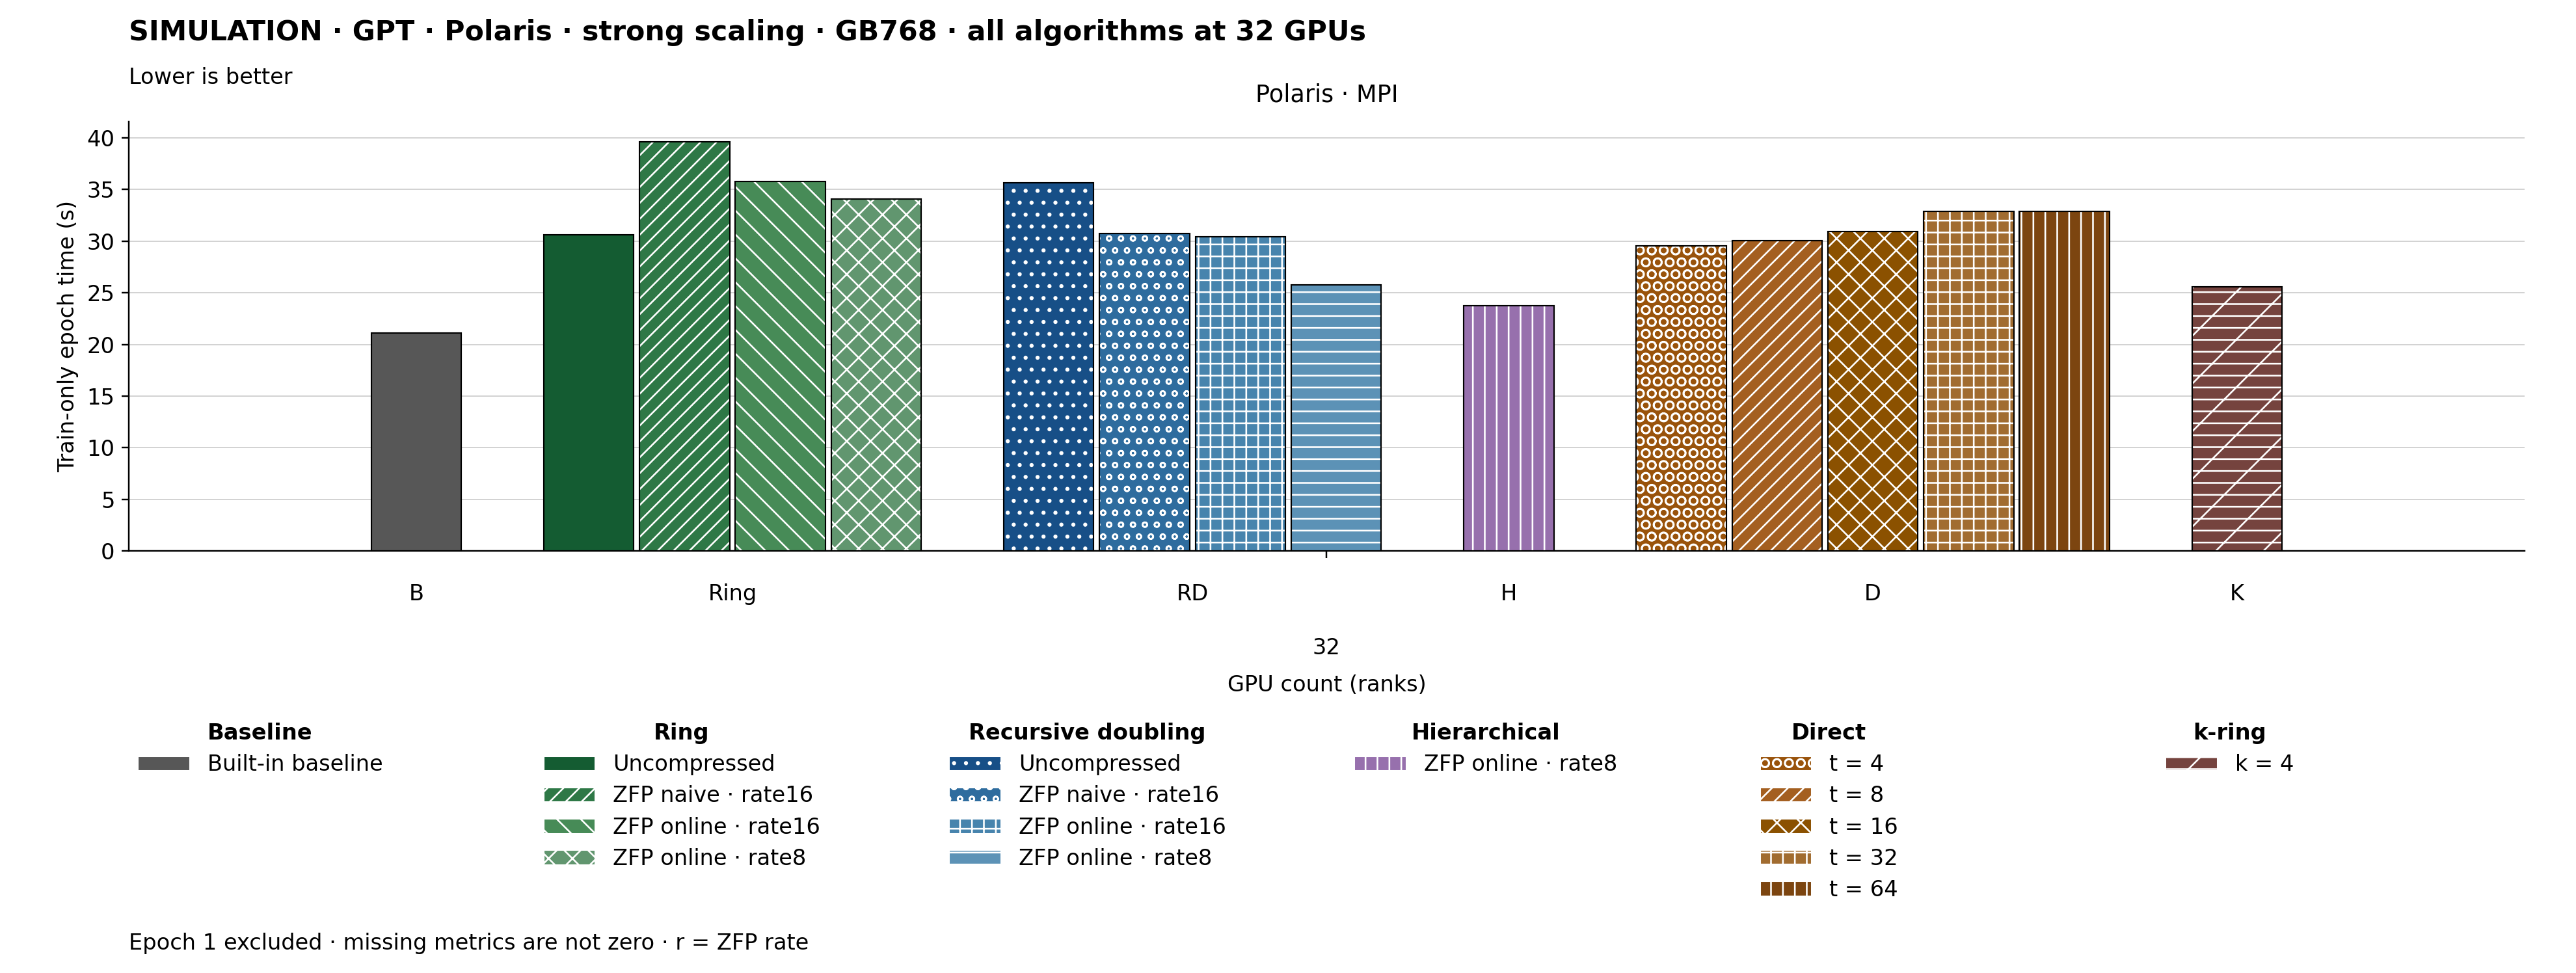 SIMULATION · GPT · Polaris · strong scaling · GB768 · all algorithms at 32 GPUs
Lower is better
Polaris · MPI
Train-only epoch time (s)
40
35
30
25
20
15
10
5
0
B Ring RD H D K
32
GPU count (ranks)
Baseline
Built-in baseline
Ring
Uncompressed
ZFP naive · rate16
ZFP online · rate16
ZFP online · rate8
Recursive doubling
Uncompressed
ZFP naive · rate16
ZFP online · rate16
ZFP online · rate8
Hierarchical
ZFP online · rate8
Direct
t = 4
t = 8
t = 16
t = 32
t = 64
k-ring
k = 4
Epoch 1 excluded · missing metrics are not zero · r = ZFP rate